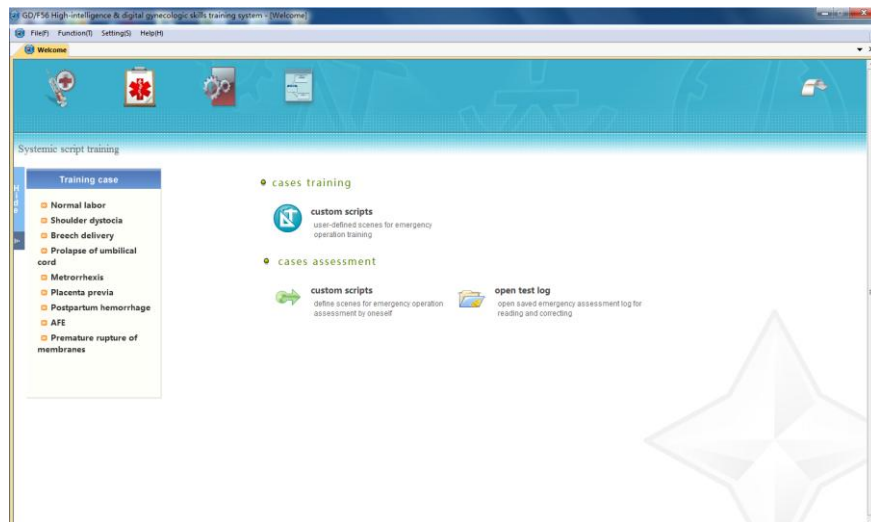 GD/F56 High-intelligence & digital gynecologic skills training system - [Welcome]
File(F) Function(T) Setting(S) Help(H)
Welcome
Systemic script training
Hide
Training case
Normal labor
Shoulder dystocia
Breech delivery
Prolapse of umbilical
cord
Metrorrhexis
Placenta previa
Postpartum hemorrhage
AFE
Premature rupture of
membranes
cases training
custom scripts
user-defined scenes for emergency
operation training
cases assessment
custom scripts
define scenes for emergency operation
assessment by oneself
open test log
open saved emergency assessment log for
reading and correcting